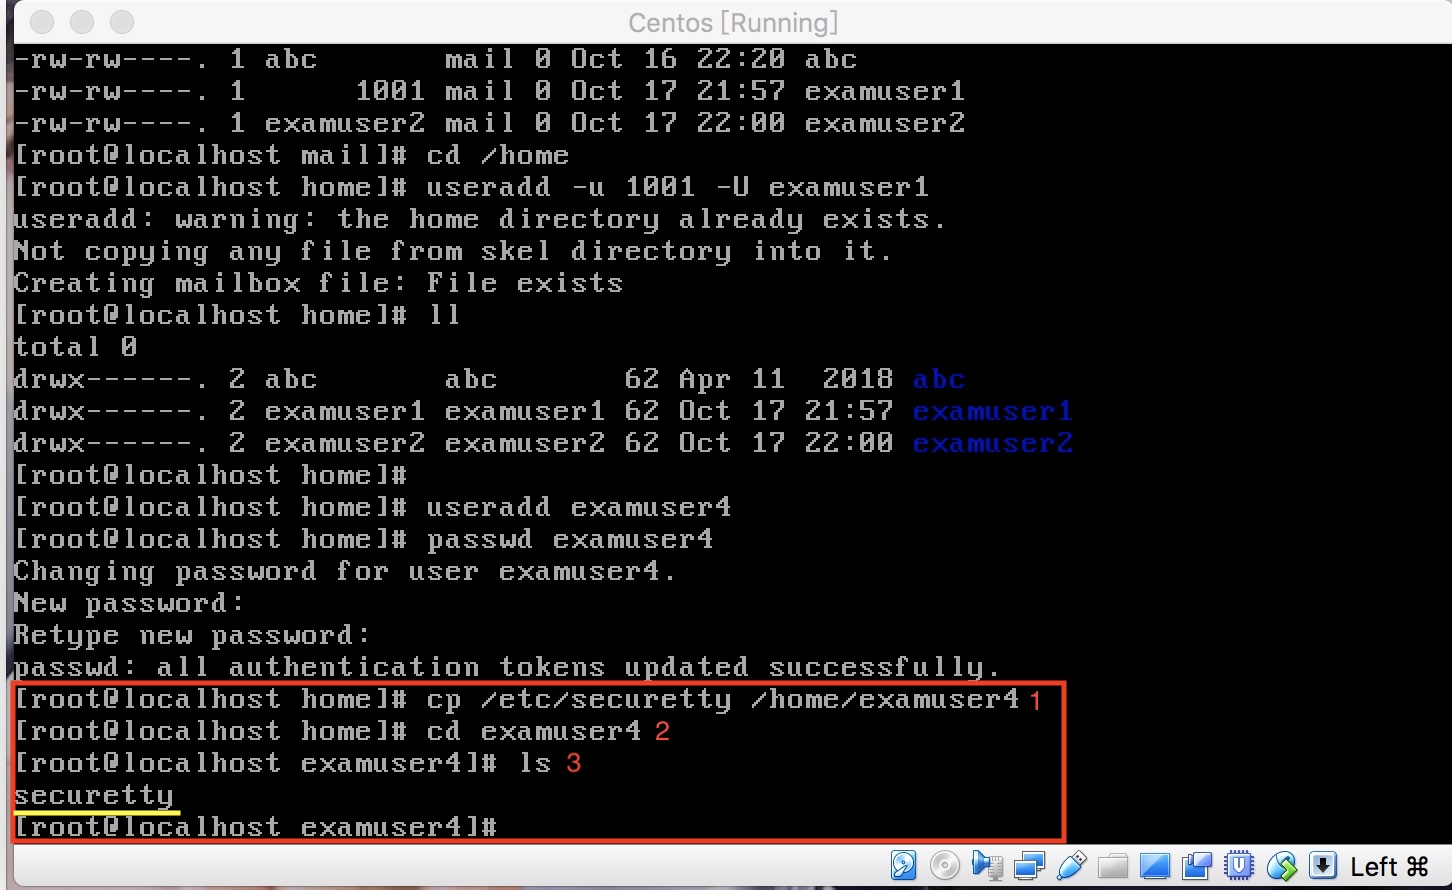 Centos [Running]
-rw-rw----. 1 abc       mail 0 Oct 16 22:20 abc
-rw-rw----. 1      1001 mail 0 Oct 17 21:57 examuser1
-rw-rw----. 1 examuser2 mail 0 Oct 17 22:00 examuser2
[root@localhost mail]# cd /home
[root@localhost home]# useradd -u 1001 -U examuser1
useradd: warning: the home directory already exists.
Not copying any file from skel directory into it.
Creating mailbox file: File exists
[root@localhost home]# ll
total 0
drwx------. 2 abc       abc       62 Apr 11  2018 abc
drwx------. 2 examuser1 examuser1 62 Oct 17 21:57 examuser1
drwx------. 2 examuser2 examuser2 62 Oct 17 22:00 examuser2
[root@localhost home]#
[root@localhost home]# useradd examuser4
[root@localhost home]# passwd examuser4
Changing password for user examuser4.
New password:
Retype new password:
passwd: all authentication tokens updated successfully.
[root@localhost home]# cp /etc/securetty /home/examuser4 1
[root@localhost home]# cd examuser4 2
[root@localhost examuser4]# ls 3
securetty
[root@localhost examuser4]#
Left ⌘